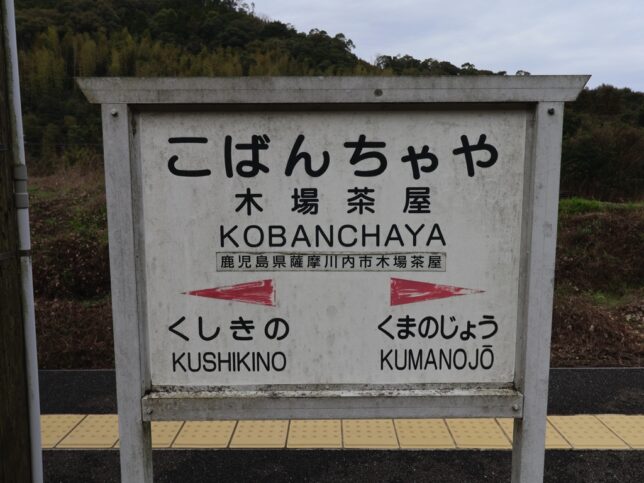 こばんちゃや
木場茶屋
KOBANCHAYA
鹿児島県薩摩川内市木場茶屋
くしきの くまのじょう
KUSHIKINO KUMANOJŌ